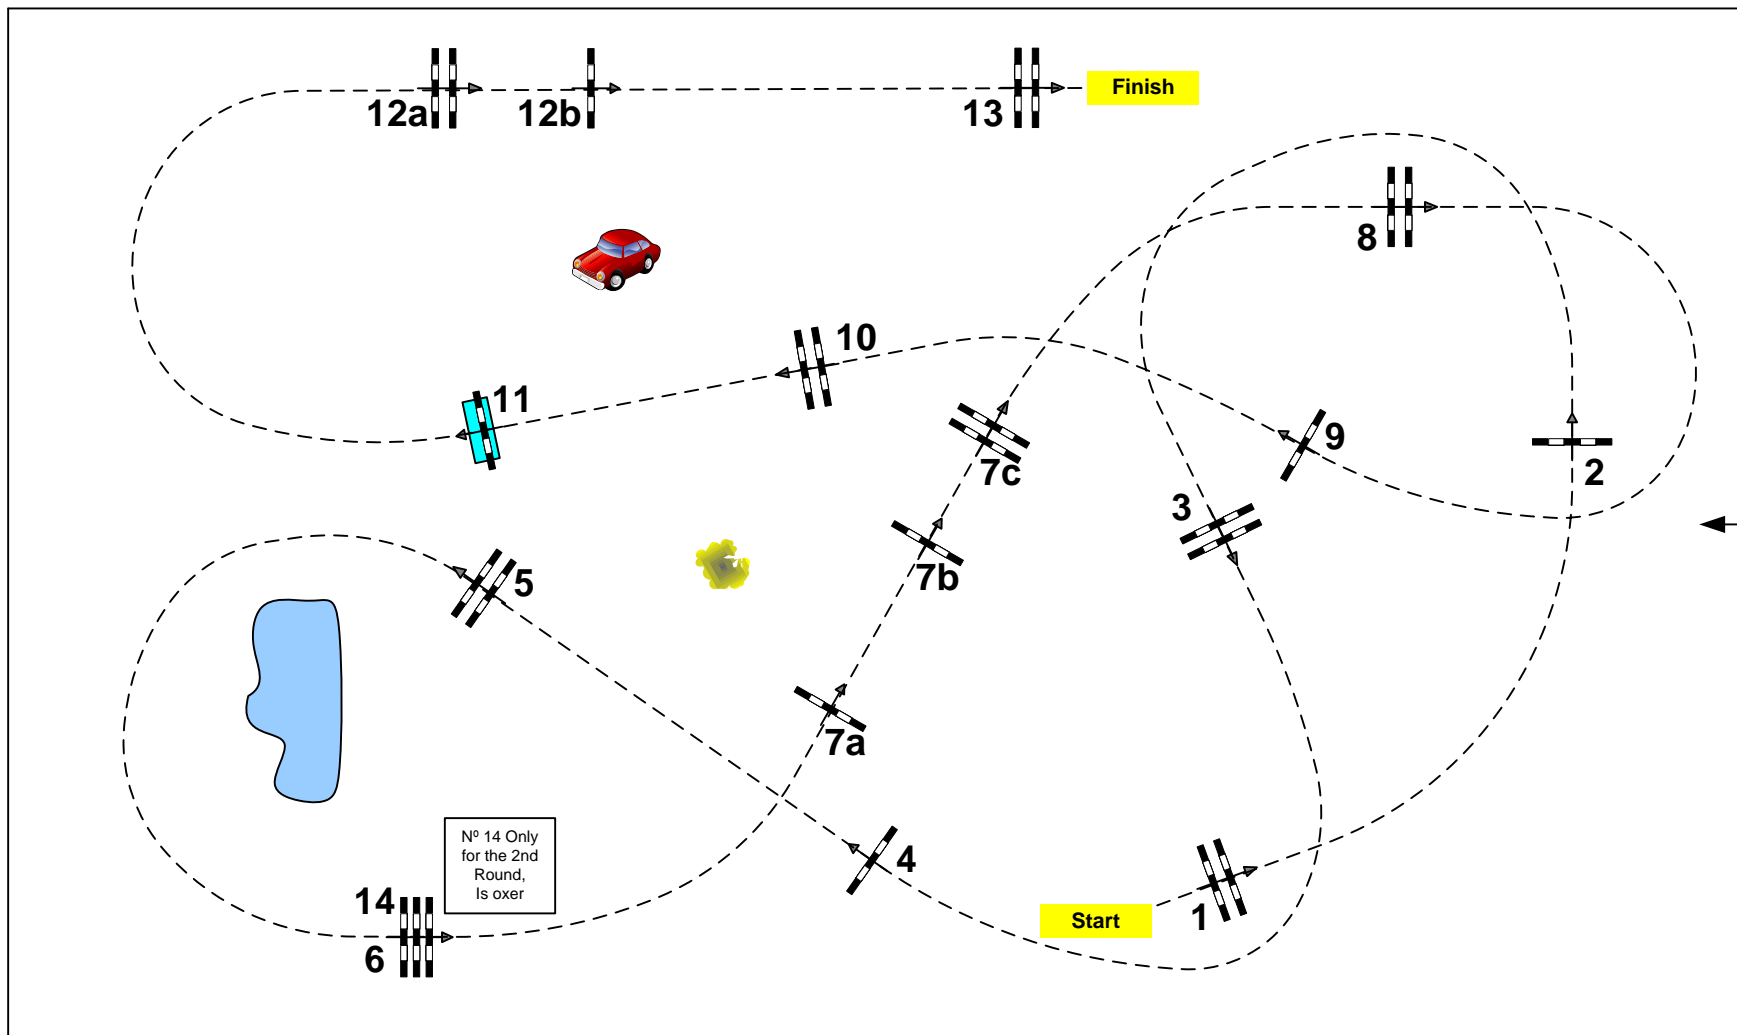 12a
12b
13
Finish
8
10
11
9
2
7c
3
5
7b
7a
Nº 14 Only
for the 2nd
Round,
Is oxer
4
14
6
Start
1